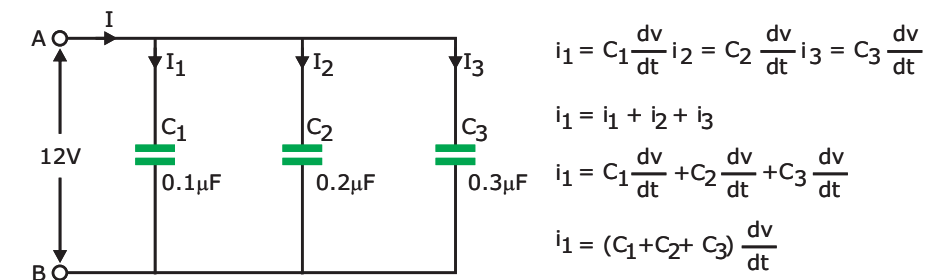 I
A
I1 I2 I3
C1 C2 C3
12V
0.1μF 0.2μF 0.3μF
B
i1 = C1 dv/dt i2 = C2 dv/dt i3 = C3 dv/dt
i1 = i1 + i2 + i3
i1 = C1 dv/dt +C2 dv/dt +C3 dv/dt
i1 = (C1+C2+ C3) dv/dt